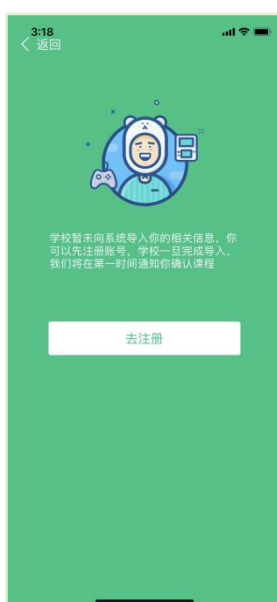 3:18
返回
学校暂未向系统导入你的相关信息，你
可以先注册账号，学校一旦完成导入，
我们将在第一时间通知你确认课程
去注册